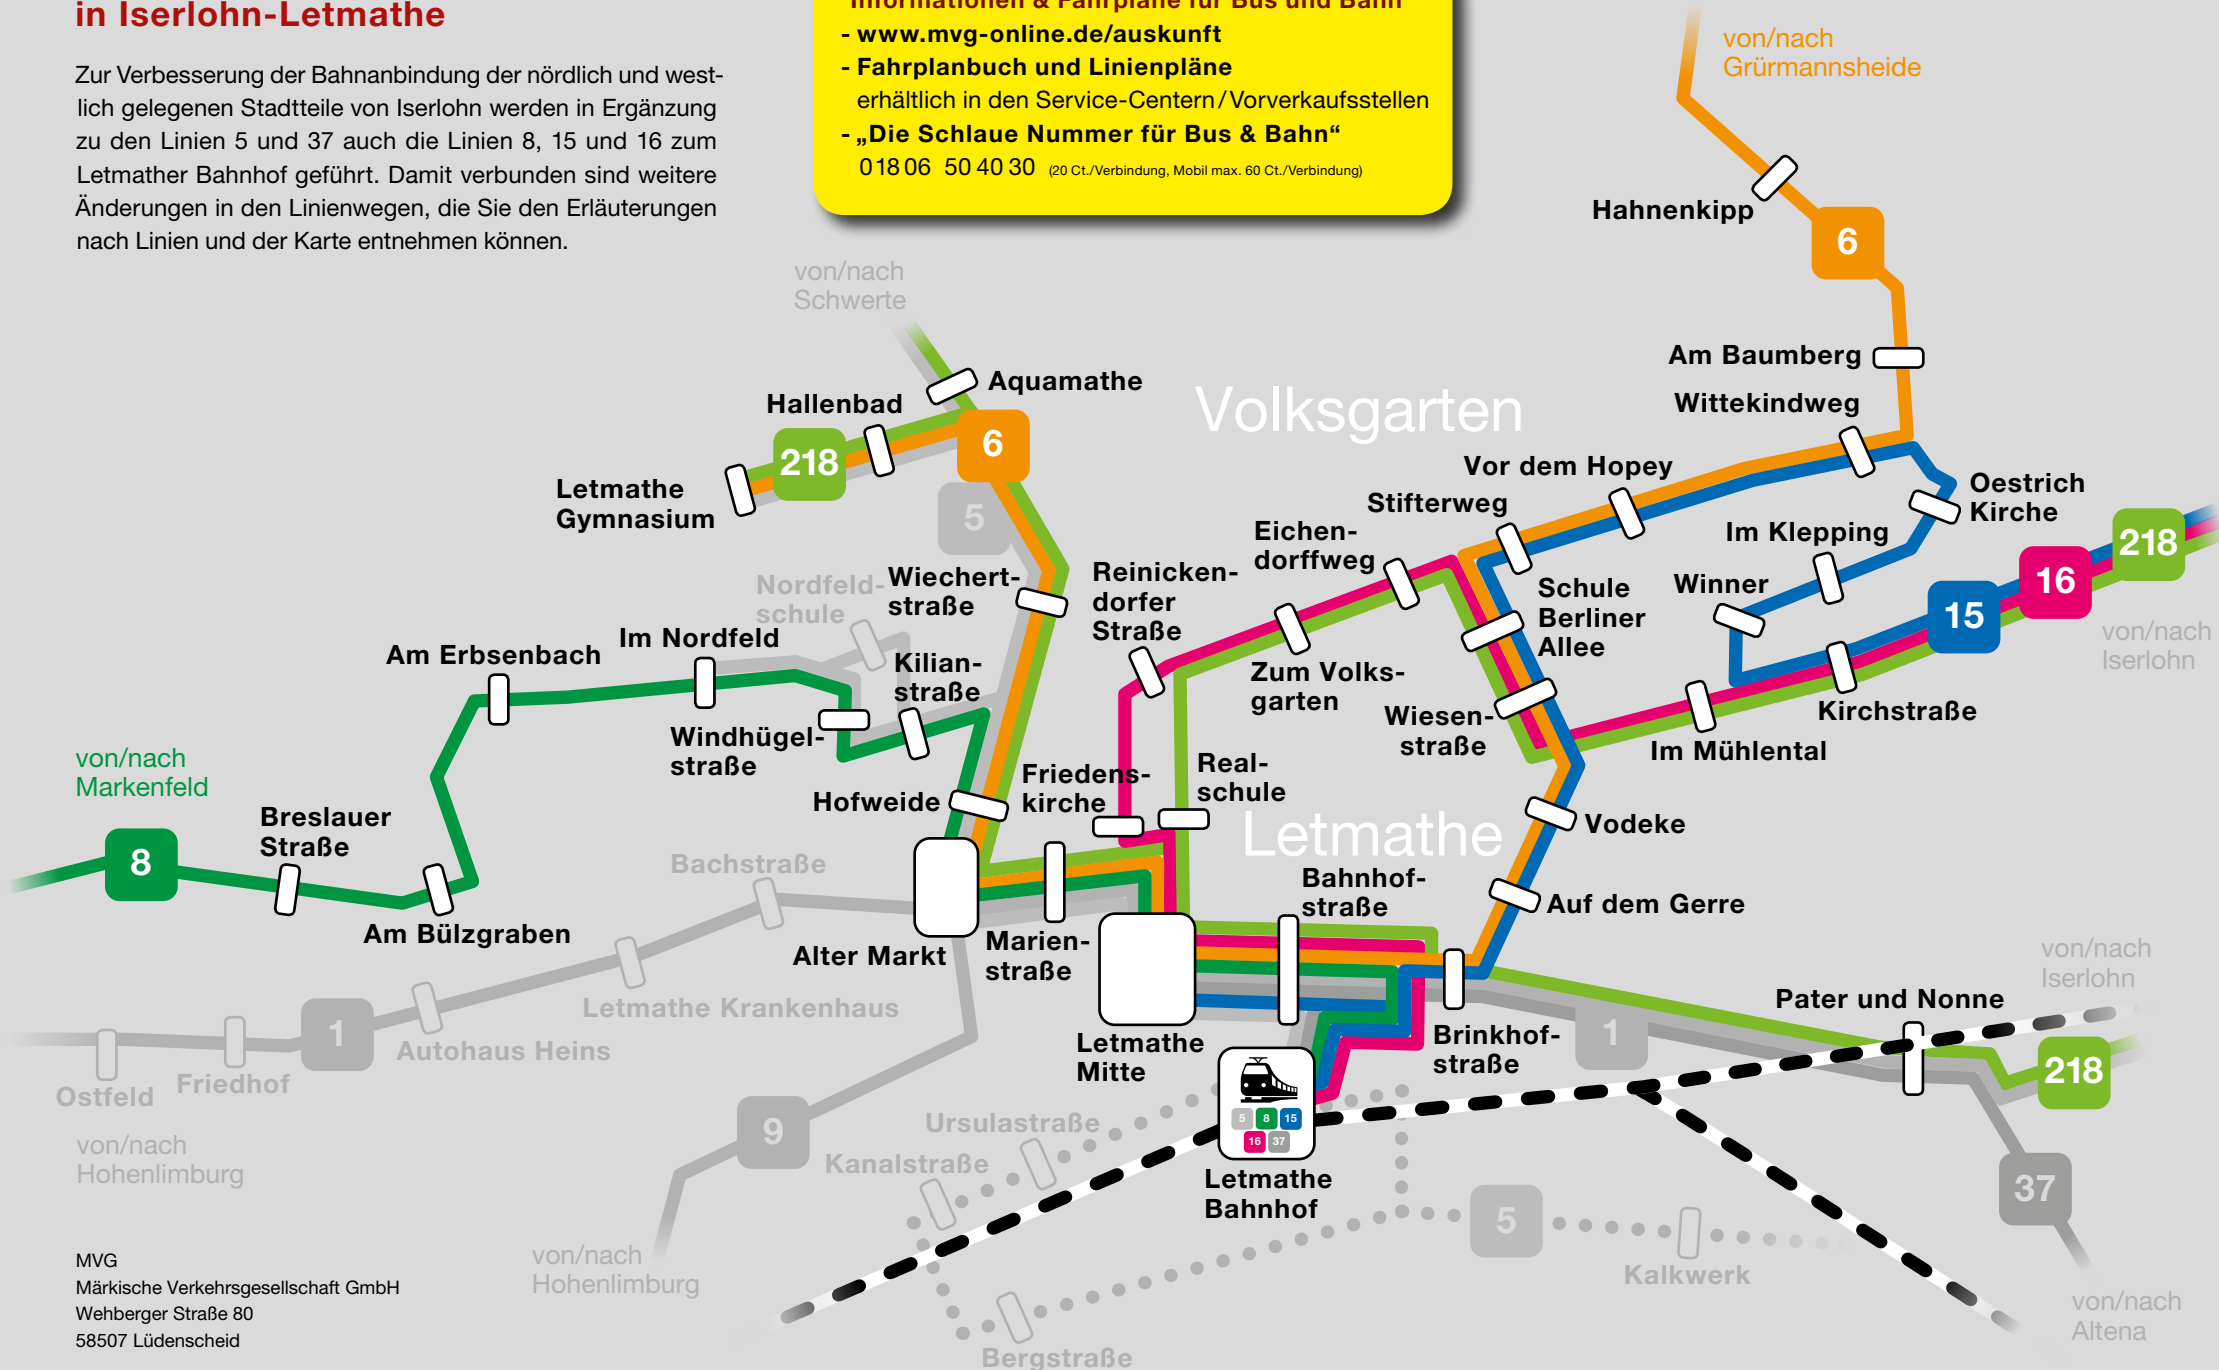 in Iserlohn-Letmathe
Zur Verbesserung der Bahnanbindung der nördlich und west-
lich gelegenen Stadtteile von Iserlohn werden in Ergänzung
zu den Linien 5 und 37 auch die Linien 8, 15 und 16 zum
Letmather Bahnhof geführt. Damit verbunden sind weitere
Änderungen in den Linienwegen, die Sie den Erläuterungen
nach Linien und der Karte entnehmen können.
Informationen & Fahrpläne für Bus und Bahn
- www.mvg-online.de/auskunft
- Fahrplanbuch und Linienpläne
erhältlich in den Service-Centern/Vorverkaufsstellen
- „Die Schlaue Nummer für Bus & Bahn“
0 18 06 50 40 30 (20 Ct./Verbindung, Mobil max. 60 Ct./Verbindung)
von/nach
Grürmannsheide
Hahnenkipp
6
von/nach
Schwerte
Am Baumberg
Wittekindweg
Aquamathe
Hallenbad
Volksgarten
218
6
Letmathe
Gymnasium
5
Vor dem Hopey
Stifterweg
Oestrich
Kirche
Eichen-
dorffweg
Im Klepping
218
16
15
Winner
von/nach
Iserlohn
Nordfeld-
schule
Wiechert-
straße
Reinicken-
dorfer
Straße
Schule
Berliner
Allee
Am Erbsenbach
Im Nordfeld
Kilian-
straße
Zum Volks-
garten
Wiesen-
straße
Kirchstraße
Im Mühlental
Windhügel-
straße
von/nach
Markenfeld
Breslauer
Straße
8
Hofweide
Friedens-
kirche
Real-
schule
Letmathe
Vodeke
Bachstraße
Bahnhof-
straße
Auf dem Gerre
Am Bülzgraben
Alter Markt
Marien-
straße
von/nach
Iserlohn
Pater und Nonne
Letmathe Krankenhaus
1
Autohaus Heins
Letmathe
Mitte
Brinkhof-
straße
1
218
Ostfeld
Friedhof
9
Ursulastraße
5 8 15
16 37
von/nach
Hohenlimburg
Kanalstraße
Letmathe
Bahnhof
37
5
MVG
Märkische Verkehrsgesellschaft GmbH
Wehberger Straße 80
58507 Lüdenscheid
von/nach
Hohenlimburg
Kalkwerk
von/nach
Altena
Bergstraße